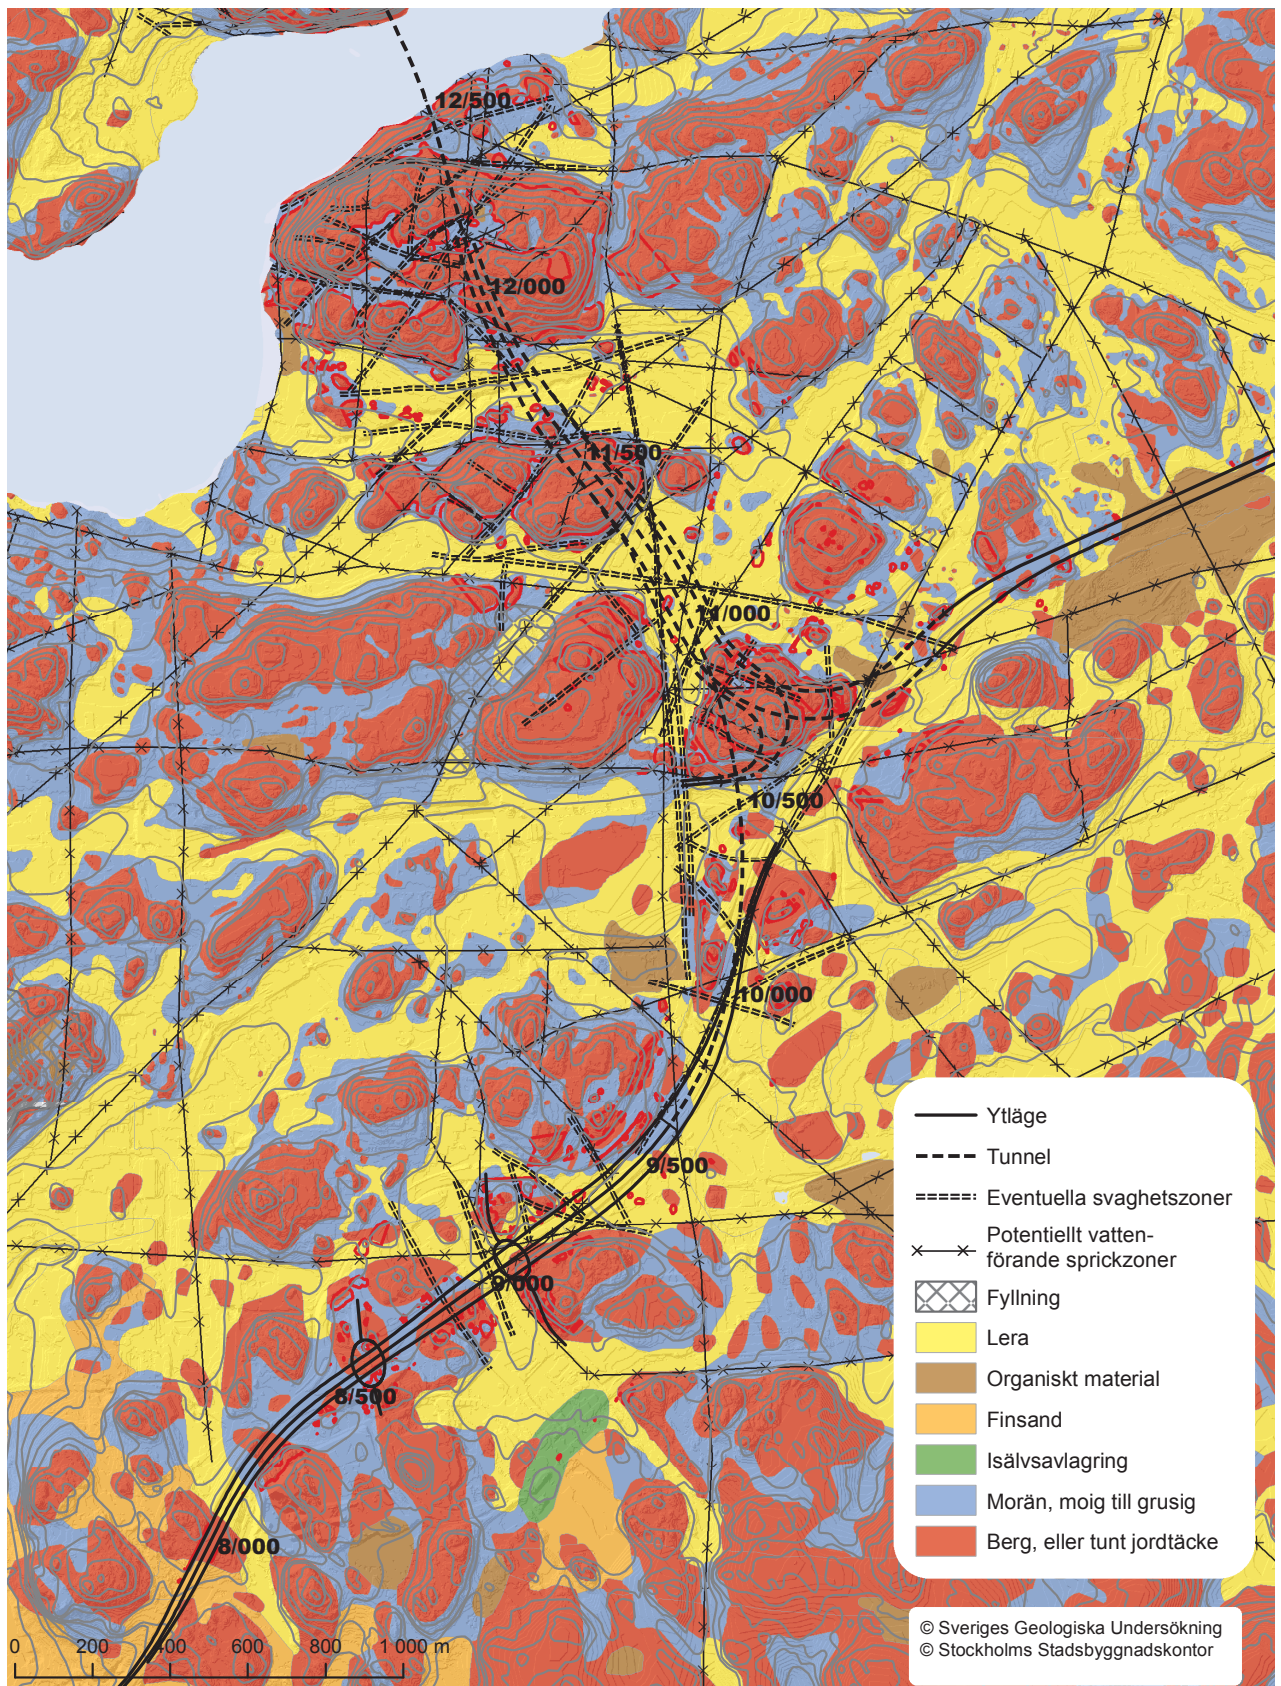 12/500
12/000
11/500
11/000
10/500
10/000
9/500
9/000
8/500
8/000
Ytläge
Tunnel
Eventuella svaghetszoner
Potentiellt vatten-
förande sprickzoner
Fyllning
Lera
Organiskt material
Finsand
Isälvsavlagring
Morän, moig till grusig
Berg, eller tunt jordtäcke
© Sveriges Geologiska Undersökning
© Stockholms Stadsbyggnadskontor
0 200 400 600 800 1 000 m